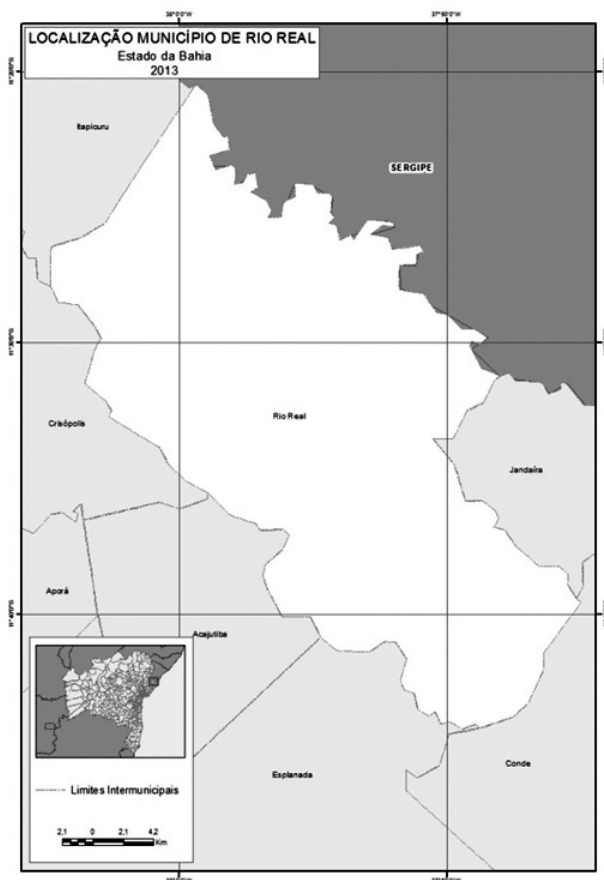 LOCALIZAÇÃO MUNICÍPIO DE RIO REAL
Estado da Bahia
2013
Itapicuru
SERGIPE
Rio Real
Crisópolis
Jandaíra
Aporá
Acajutiba
Esplanada
Conde
Limites Intermunicipais
2,1 0 2,1 4,2
Km